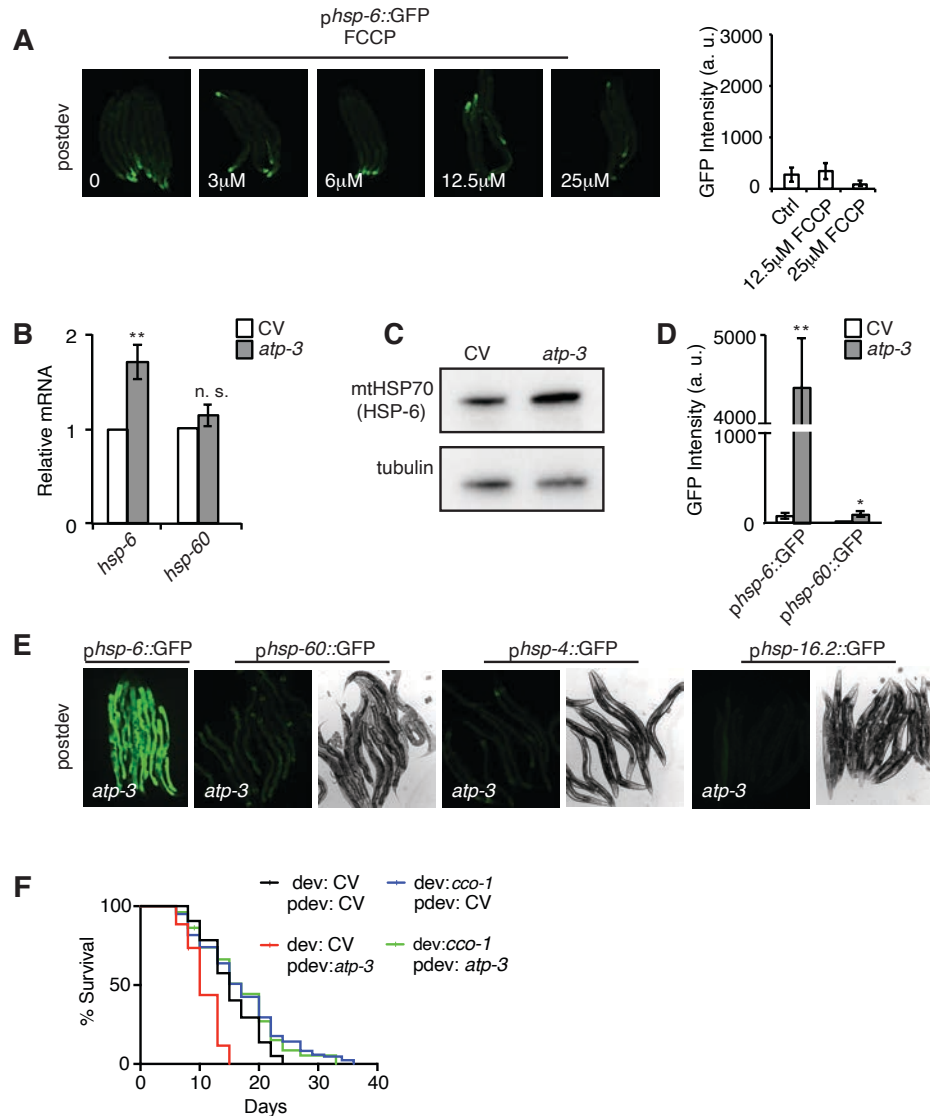 A
phsp-6::GFP
FCCP
postdev
0
3µM
6µM
12.5µM
25µM
GFP Intensity (a. u.)
3000
2000
1000
0
Ctrl
12.5µM FCCP
25µM FCCP
B
CV
atp-3
Relative mRNA
2
1
0
**
n. s.
hsp-6
hsp-60
C
CV
atp-3
mtHSP70
(HSP-6)
tubulin
D
CV
atp-3
GFP Intensity (a. u.)
5000
4000
1000
0
**
*
phsp-6::GFP
phsp-60::GFP
E
phsp-6::GFP
phsp-60::GFP
phsp-4::GFP
phsp-16.2::GFP
postdev
atp-3
atp-3
atp-3
atp-3
F
dev: CV
pdev: CV
dev:cco-1
pdev: CV
dev: CV
pdev:atp-3
dev:cco-1
pdev: atp-3
% Survival
100
50
0
0
10
20
30
40
Days